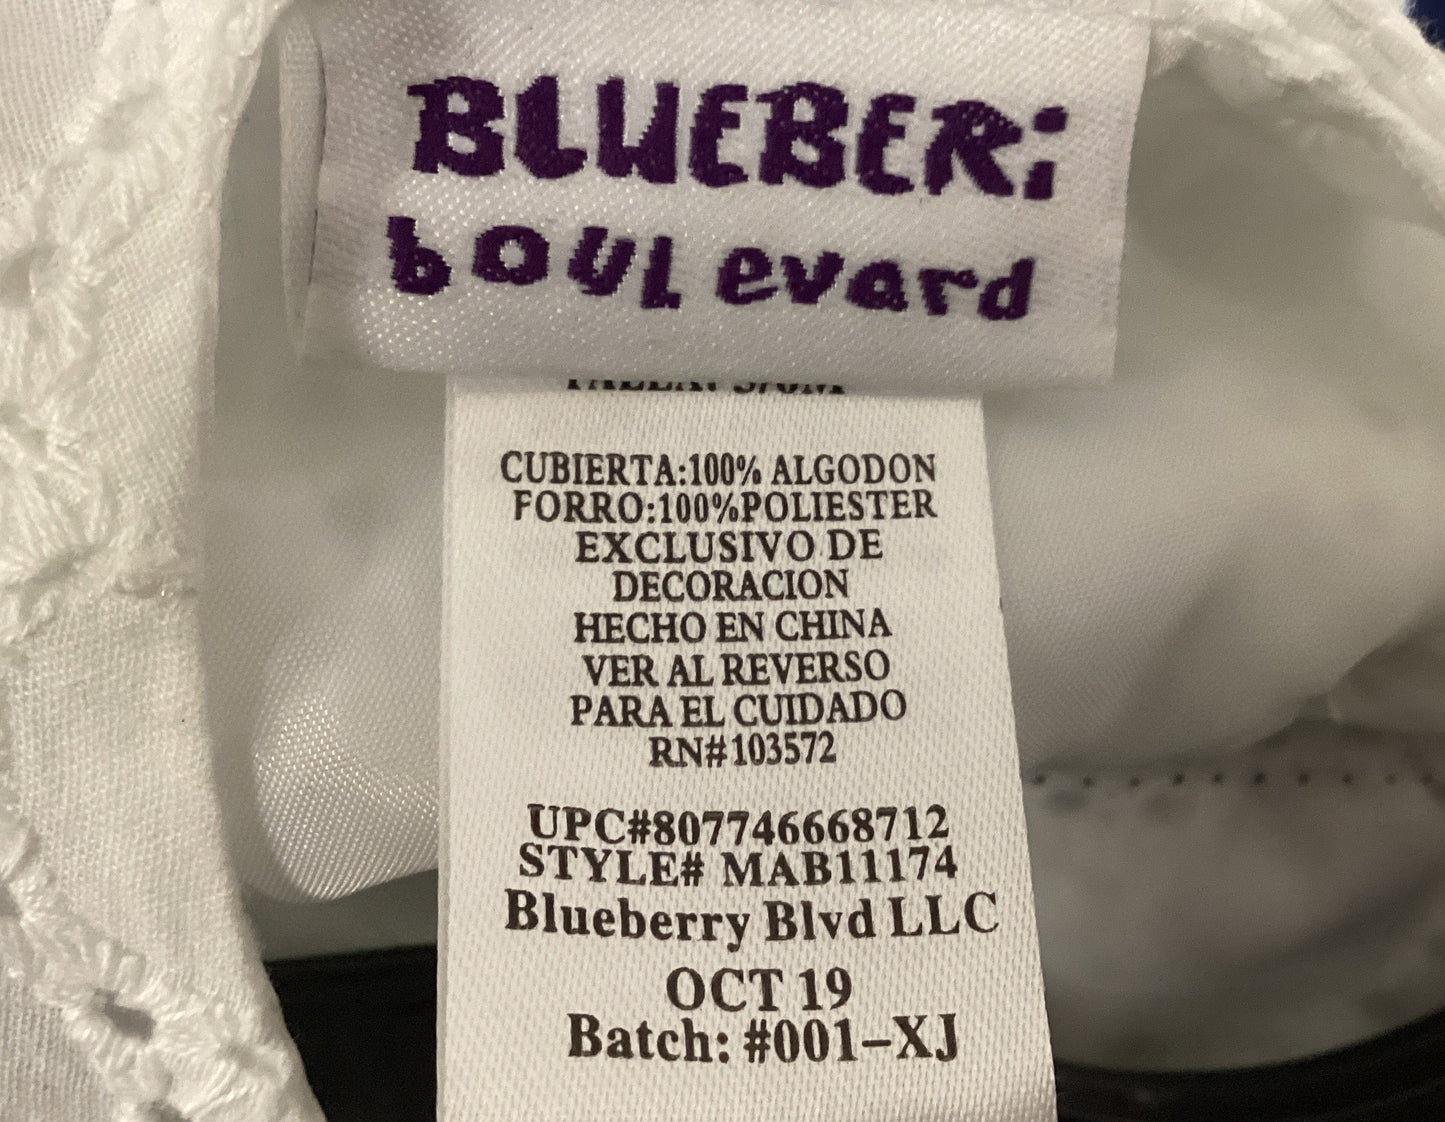 BLUEBERi
boulevard
CUBIERTA:100% ALGODON
FORRO:100%POLIESTER
EXCLUSIVO DE
DECORACION
HECHO EN CHINA
VER AL REVERSO
PARA EL CUIDADO
RN#103572
UPC#807746668712
STYLE# MAB11174
Blueberry Blvd LLC
OCT 19
Batch: #001-XJ